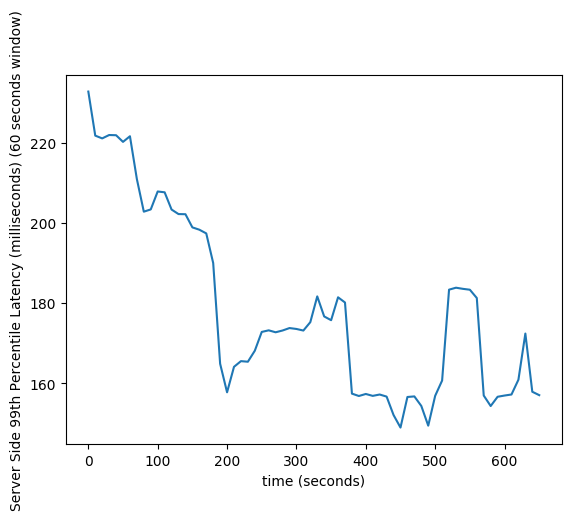 Server Side 99th Percentile Latency (milliseconds) (60 seconds window)
220
200
180
160
0 100 200 300 400 500 600
time (seconds)